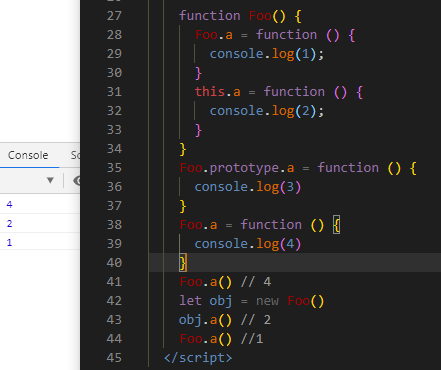 Console
So
4
2
1
27 function Foo() {
28 Foo.a = function () {
29 console.log(1);
30 }
31 this.a = function () {
32 console.log(2);
33 }
34 }
35 Foo.prototype.a = function () {
36 console.log(3)
37 }
38 Foo.a = function () {
39 console.log(4)
40 }
41 Foo.a() // 4
42 let obj = new Foo()
43 obj.a() // 2
44 Foo.a() //1
45 </script>